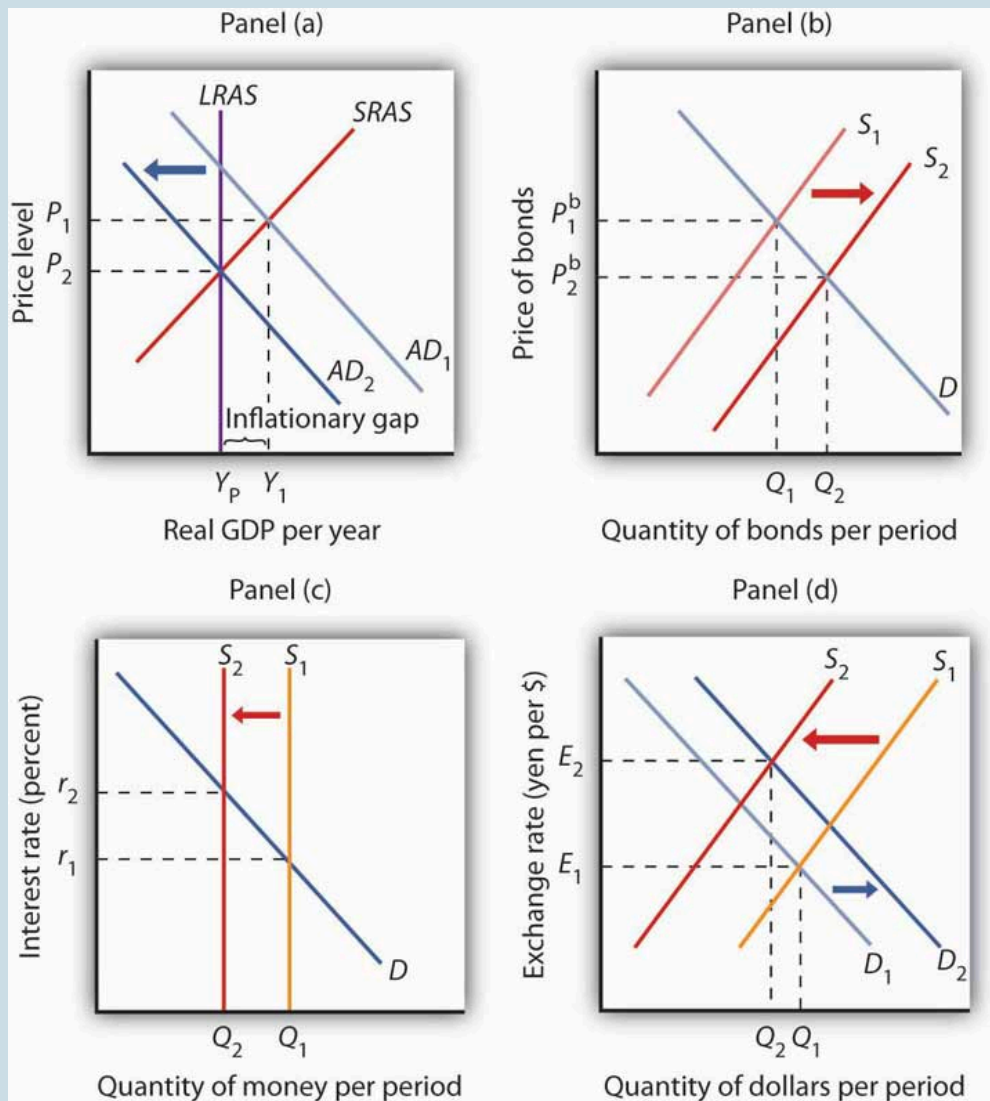 Panel (a)
LRAS
SRAS
Price level
P1
P2
AD1
AD2
Inflationary gap
YP Y1
Real GDP per year
Panel (b)
S1
S2
Price of bonds
P1b
P2b
D
Q1 Q2
Quantity of bonds per period
Panel (c)
S2 S1
Interest rate (percent)
r2
r1
D
Q2 Q1
Quantity of money per period
Panel (d)
S2 S1
Exchange rate (yen per $)
E2
E1
D1 D2
Q2 Q1
Quantity of dollars per period